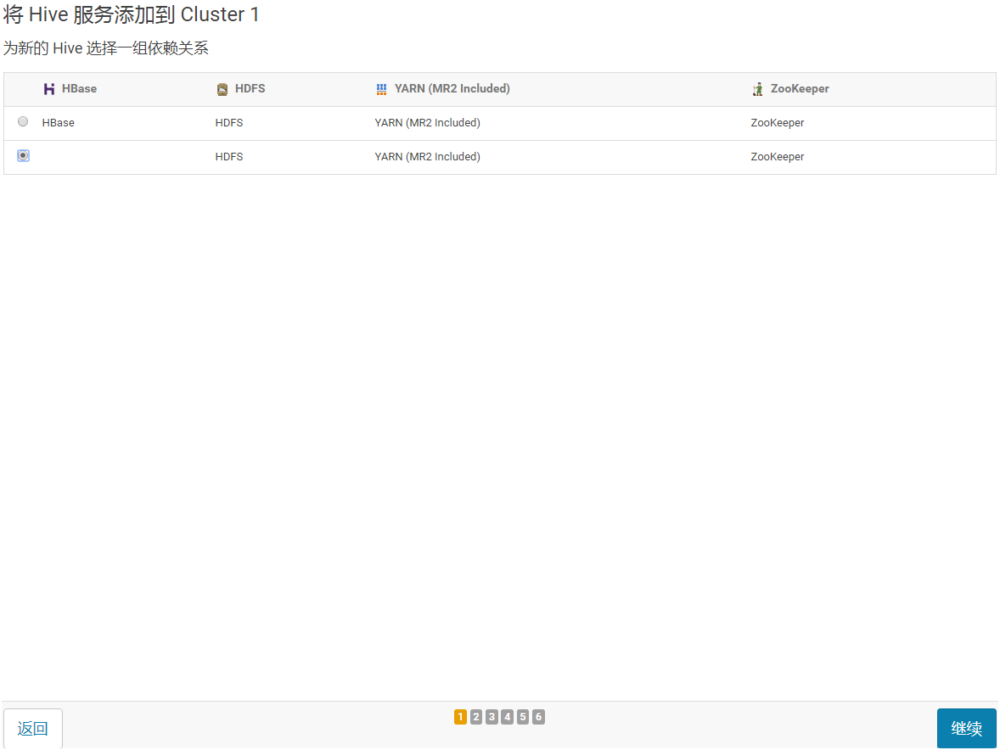 将 Hive 服务添加到 Cluster 1
为新的 Hive 选择一组依赖关系
HBase HDFS YARN (MR2 Included) ZooKeeper
HBase HDFS YARN (MR2 Included) ZooKeeper
HDFS YARN (MR2 Included) ZooKeeper
返回 1 2 3 4 5 6 继续